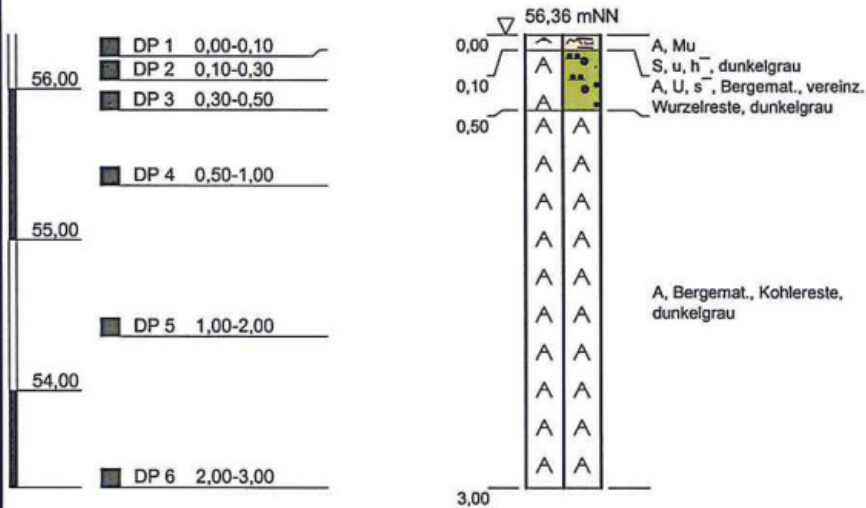 56,36 mNN
DP 1 0,00-0,10
DP 2 0,10-0,30
56,00
DP 3 0,30-0,50
DP 4 0,50-1,00
55,00
DP 5 1,00-2,00
54,00
DP 6 2,00-3,00
0,00
0,10
0,50
3,00
A, Mu
S, u, h¯, dunkelgrau
A, U, s¯, Bergemat., vereinz.
Wurzelreste, dunkelgrau
A, Bergemat., Kohlereste,
dunkelgrau